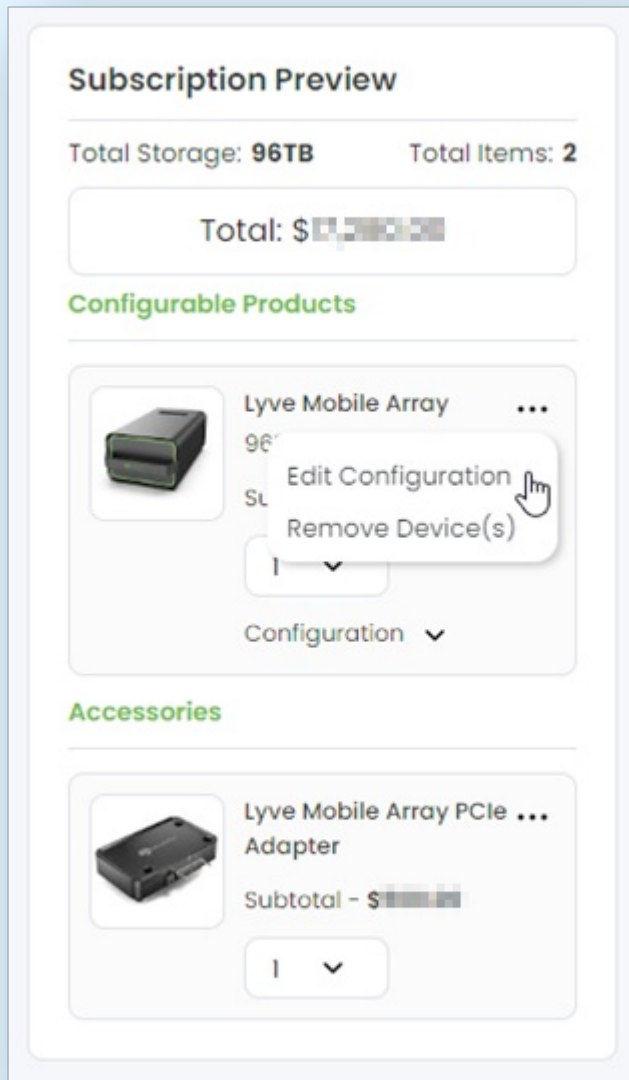 Subscription Preview
Total Storage: 96TB Total Items: 2
Total: $
Configurable Products
Lyve Mobile Array
Edit Configuration
Remove Device(s)
1
Configuration
Accessories
Lyve Mobile Array PCIe
Adapter
Subtotal - $
1